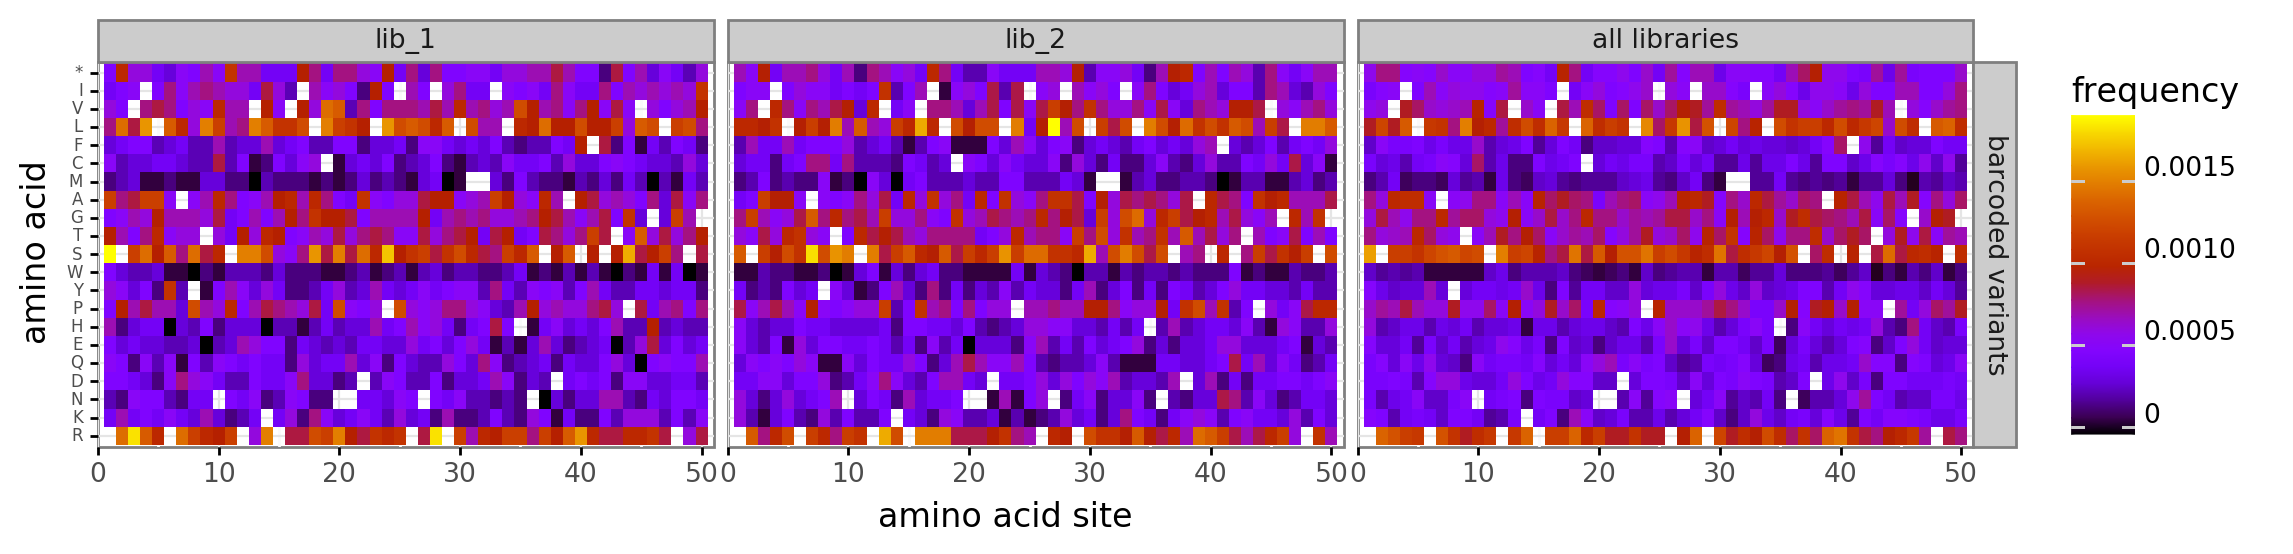 lib_1
lib_2
all libraries
amino acid
*
I
V
L
F
C
M
A
G
T
S
W
Y
P
H
E
Q
D
N
K
R
barcoded variants
frequency
0.0015
0.0010
0.0005
0
0 10 20 30 40 50
0 10 20 30 40 50
0 10 20 30 40 50
amino acid site